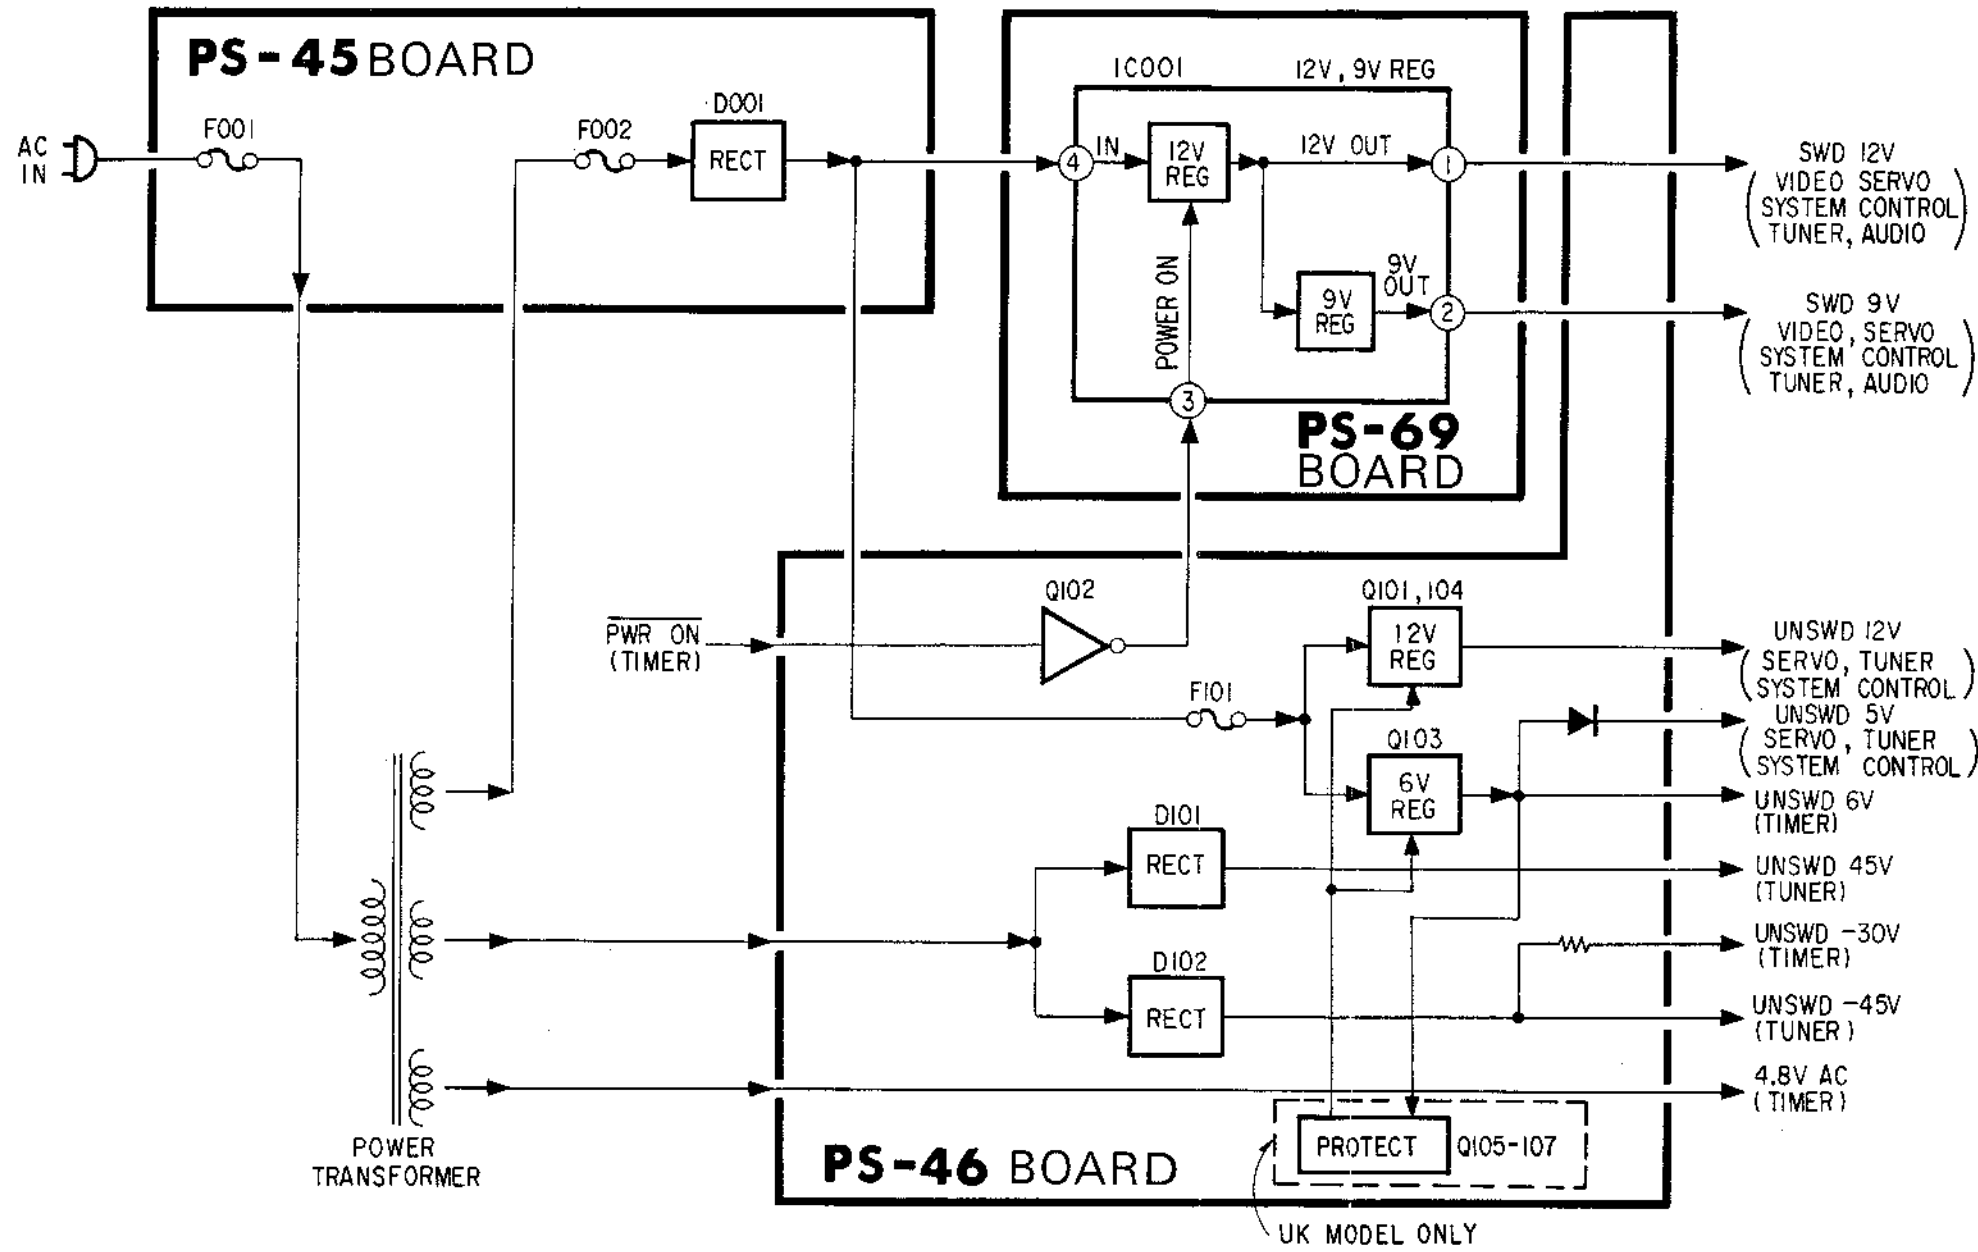 PS-45 BOARD
AC
IN
F001
F002
D001
RECT
IC001
12V, 9V REG
4
IN
12V
REG
12V OUT
1
POWER ON
9V
REG
9V
OUT
2
3
PS-69
BOARD
SWD 12V
VIDEO SERVO
SYSTEM CONTROL
TUNER, AUDIO
SWD 9V
VIDEO, SERVO
SYSTEM CONTROL
TUNER, AUDIO
PWR ON
(TIMER)
Q102
F101
Q101, 104
12V
REG
UNSWD 12V
(SERVO, TUNER
SYSTEM CONTROL)
UNSWD 5V
(SERVO, TUNER
SYSTEM CONTROL)
Q103
6V
REG
UNSWD 6V
(TIMER)
D101
RECT
UNSWD 45V
(TUNER)
UNSWD -30V
(TIMER)
D102
RECT
UNSWD -45V
(TUNER)
4.8V AC
(TIMER)
POWER
TRANSFORMER
PS-46 BOARD
PROTECT
Q105-107
UK MODEL ONLY